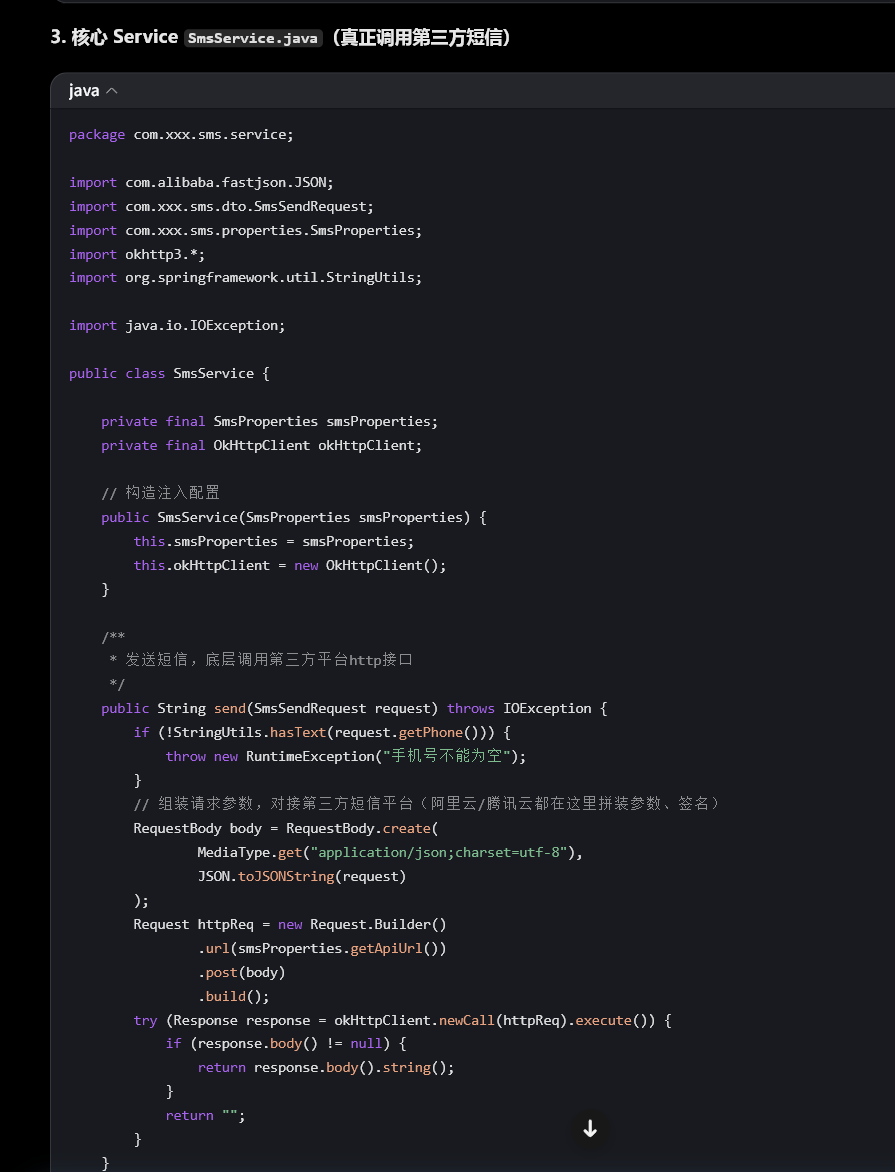 3. 核心 Service SmsService.java（真正调用第三方短信）
java
package com.xxx.sms.service;
import com.alibaba.fastjson.JSON;
import com.xxx.sms.dto.SmsSendRequest;
import com.xxx.sms.properties.SmsProperties;
import okhttp3.*;
import org.springframework.util.StringUtils;
import java.io.IOException;
public class SmsService {
    private final SmsProperties smsProperties;
    private final OkHttpClient okHttpClient;
    // 构造注入配置
    public SmsService(SmsProperties smsProperties) {
        this.smsProperties = smsProperties;
        this.okHttpClient = new OkHttpClient();
    }
    /**
     * 发送短信，底层调用第三方平台http接口
     */
    public String send(SmsSendRequest request) throws IOException {
        if (!StringUtils.hasText(request.getPhone())) {
            throw new RuntimeException("手机号不能为空");
        }
        // 组装请求参数，对接第三方短信平台（阿里云/腾讯云都在这里拼装参数、签名）
        RequestBody body = RequestBody.create(
                MediaType.get("application/json;charset=utf-8"),
                JSON.toJSONString(request)
        );
        Request httpReq = new Request.Builder()
                .url(smsProperties.getApiUrl())
                .post(body)
                .build();
        try (Response response = okHttpClient.newCall(httpReq).execute()) {
            if (response.body() != null) {
                return response.body().string();
            }
            return "";
        }
    }